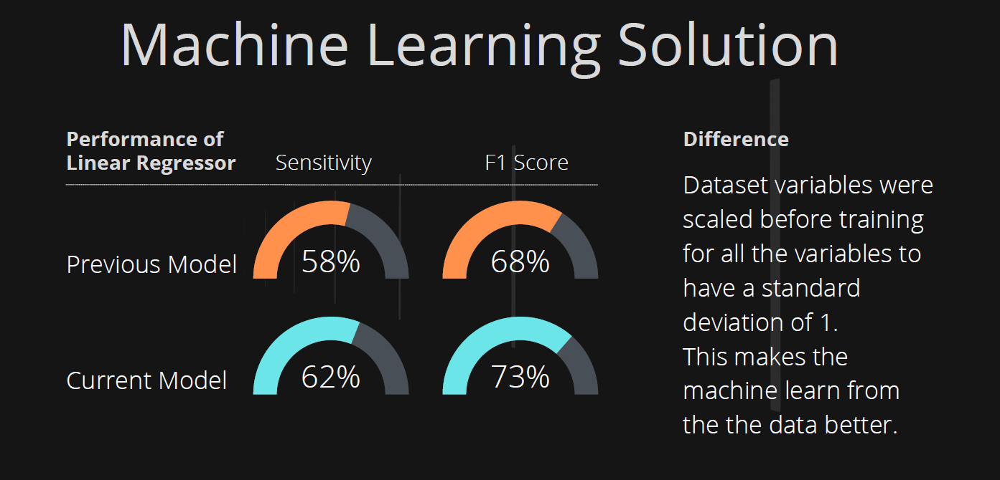 Machine Learning Solution
Performance of
Linear Regressor
Sensitivity
F1 Score
Previous Model
58%
68%
Current Model
62%
73%
Difference
Dataset variables were
scaled before training
for all the variables to
have a standard
deviation of 1.
This makes the
machine learn from
the the data better.